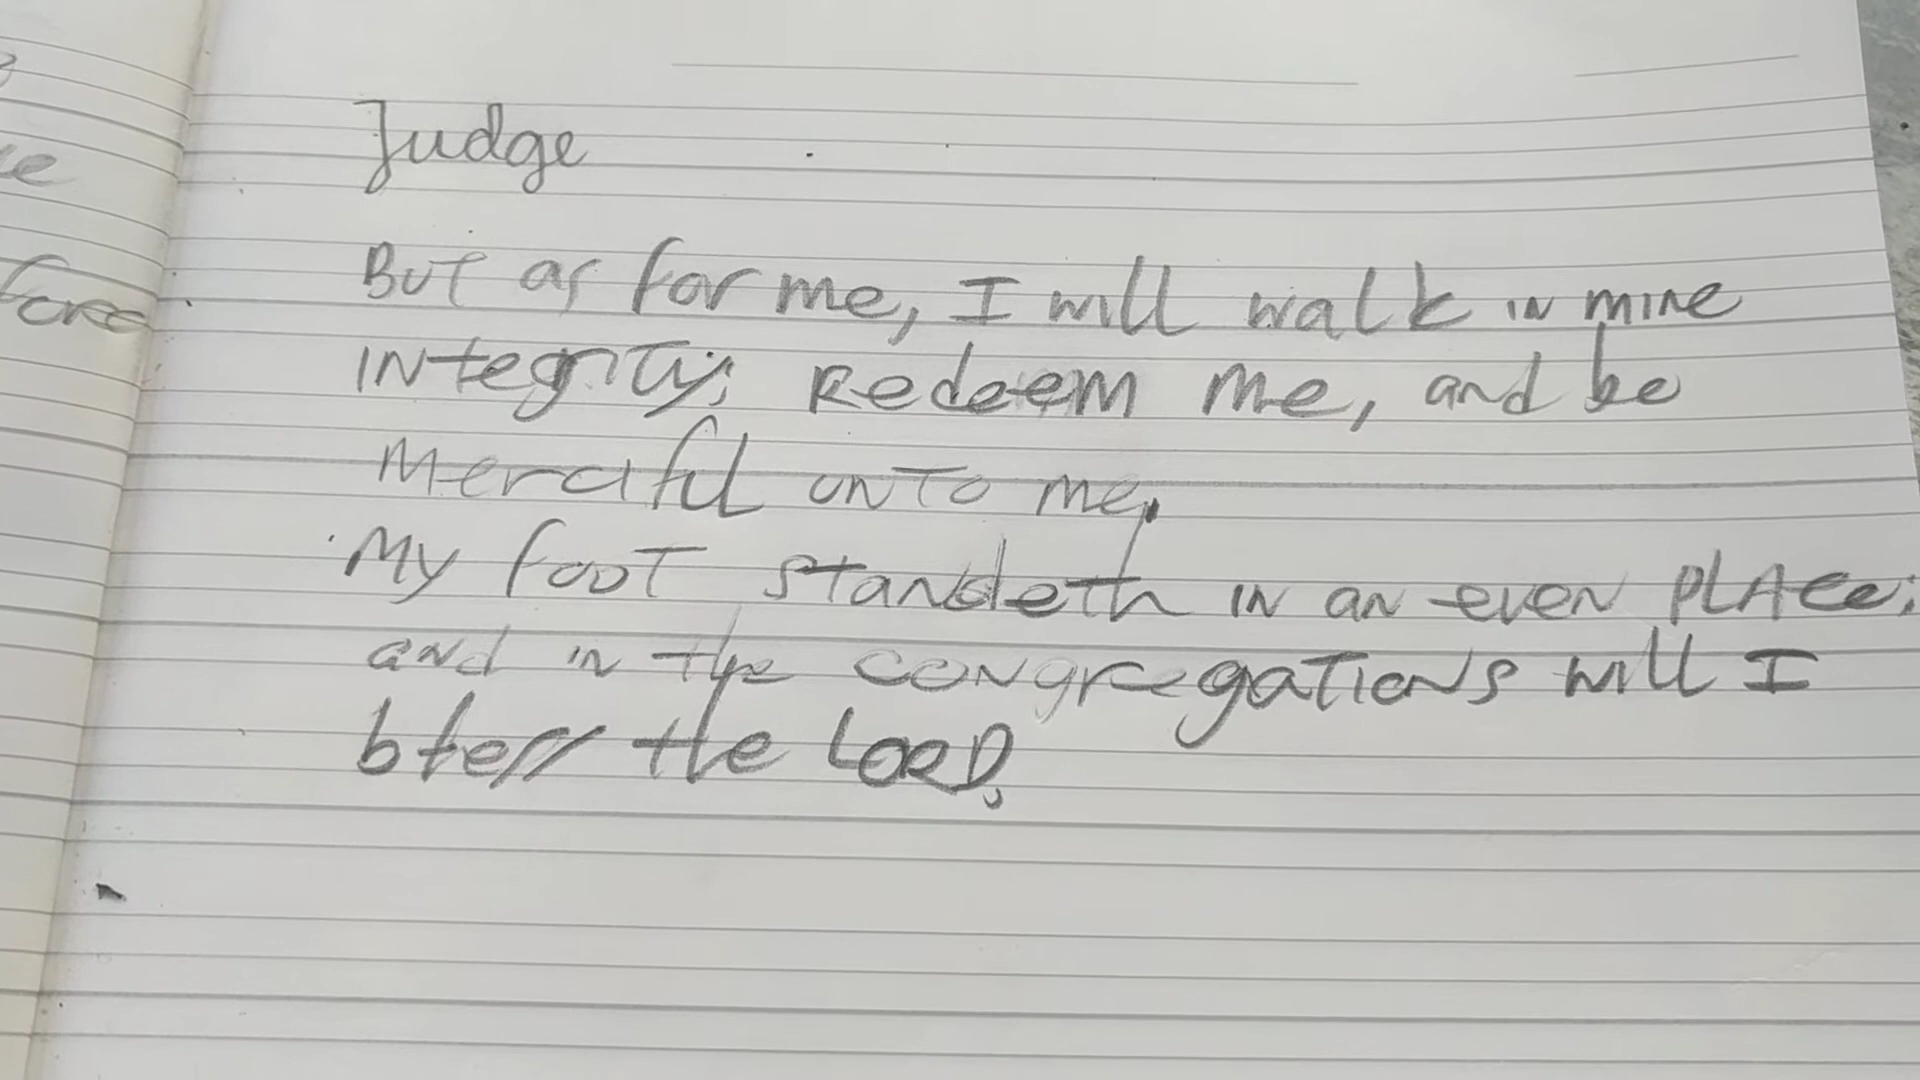 Judge
But as for me, I will walk in mine
integrity; Redeem me, and be
Merciful unto me.
My foot standeth in an even PLACe;
and in the congregations will I
bless the LORD.